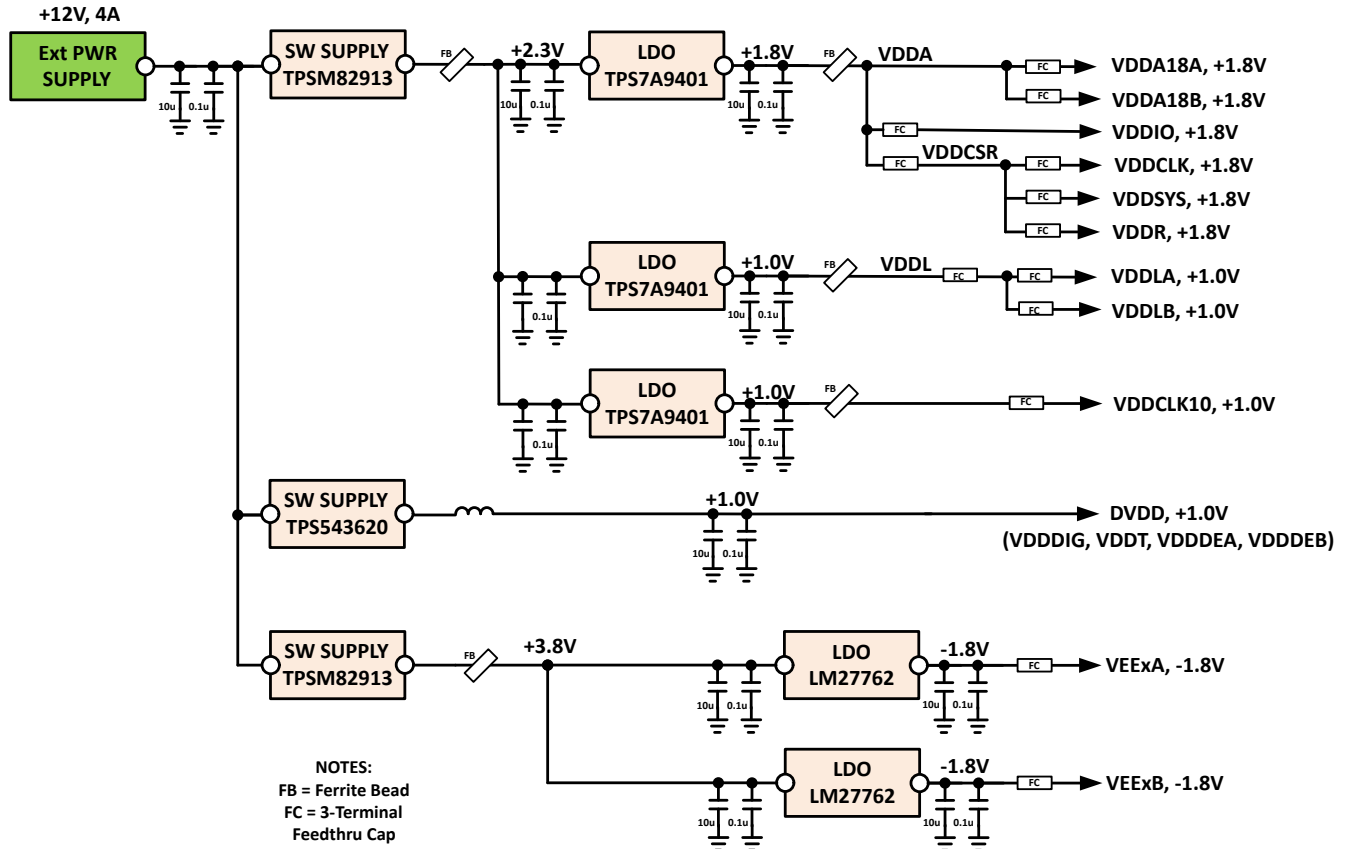 +12V, 4A
Ext PWR
SUPPLY
10u
0.1u
SW SUPPLY
TPSM82913
FB
+2.3V
10u
0.1u
LDO
TPS7A9401
+1.8V
10u
0.1u
FB
VDDA
FC
VDDA18A, +1.8V
FC
VDDA18B, +1.8V
FC
VDDIO, +1.8V
FC
VDDCSR
FC
VDDCLK, +1.8V
FC
VDDSYS, +1.8V
FC
VDDR, +1.8V
0.1u
LDO
TPS7A9401
+1.0V
10u
0.1u
FB
VDDL
FC
FC
VDDLA, +1.0V
FC
VDDLB, +1.0V
0.1u
LDO
TPS7A9401
+1.0V
10u
0.1u
FB
FC
VDDCLK10, +1.0V
SW SUPPLY
TPS543620
+1.0V
10u
0.1u
DVDD, +1.0V
(VDDDIG, VDDT, VDDDEA, VDDDEB)
SW SUPPLY
TPSM82913
FB
+3.8V
10u
0.1u
LDO
LM27762
-1.8V
10u
0.1u
FC
VEExA, -1.8V
10u
0.1u
LDO
LM27762
-1.8V
10u
0.1u
FC
VEExB, -1.8V
NOTES:
FB = Ferrite Bead
FC = 3-Terminal
Feedthru Cap